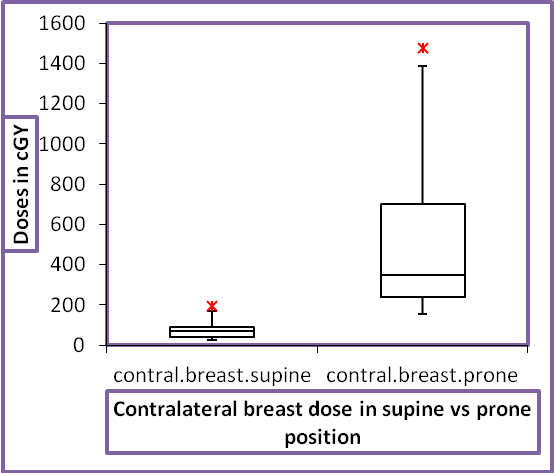 1600
1400
1200
1000
800
600
400
200
0
Doses in cGY
contral.breast.supine
contral.breast.prone
Contralateral breast dose in supine vs prone
position